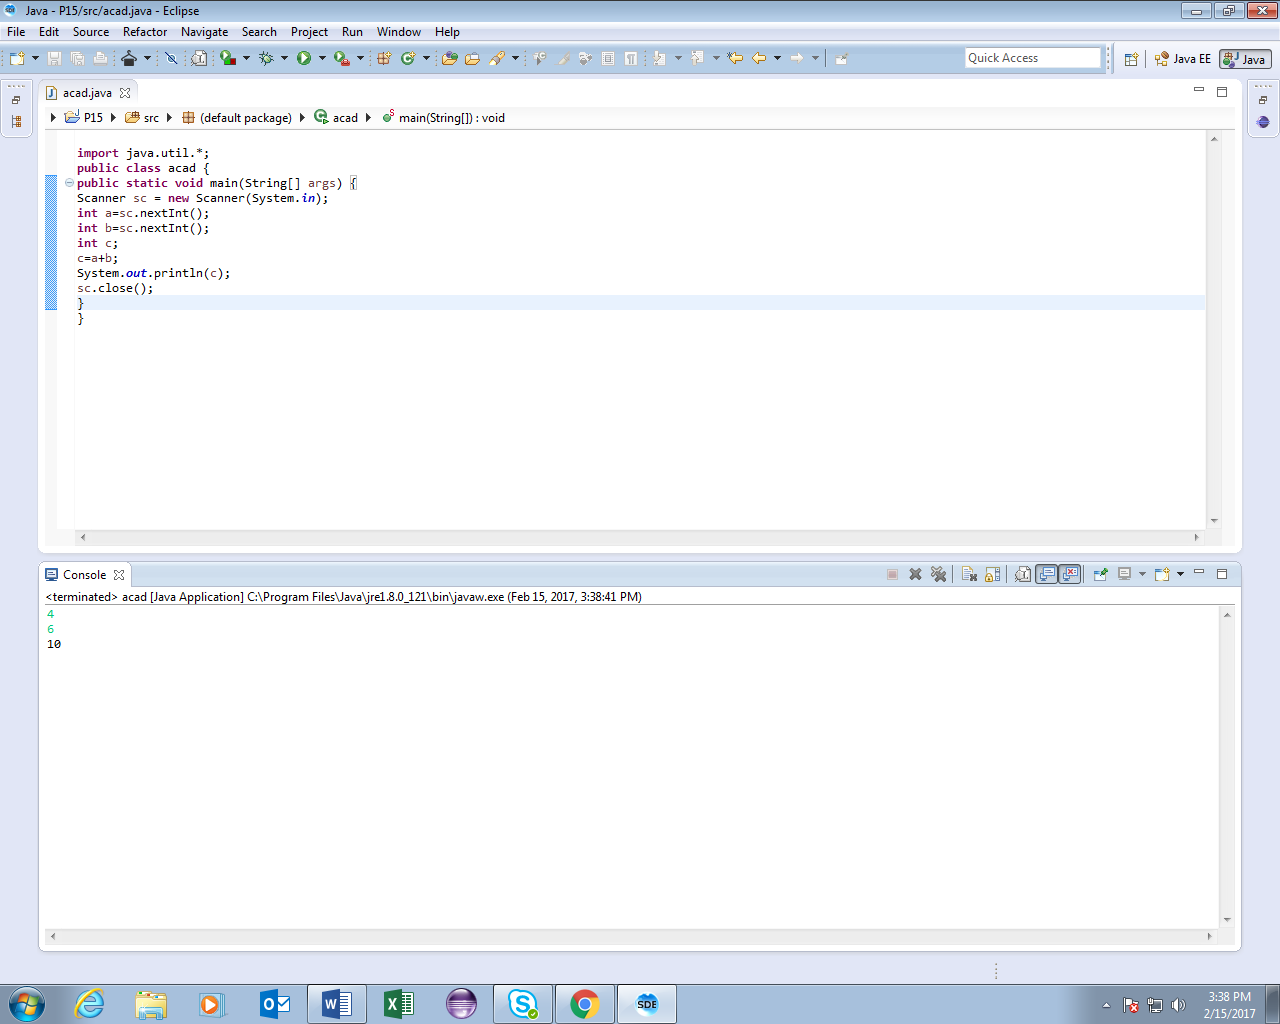 Java - P15/src/acad.java - Eclipse
File Edit Source Refactor Navigate Search Project Run Window Help
Quick Access Java EE Java
acad.java
P15 src (default package) acad main(String[]) : void
import java.util.*;
public class acad {
public static void main(String[] args) {
Scanner sc = new Scanner(System.in);
int a=sc.nextInt();
int b=sc.nextInt();
int c;
c=a+b;
System.out.println(c);
sc.close();
}
}
Console
<terminated> acad [Java Application] C:\Program Files\Java\jre1.8.0_121\bin\javaw.exe (Feb 15, 2017, 3:38:41 PM)
4
6
10
SDE
3:38 PM
2/15/2017